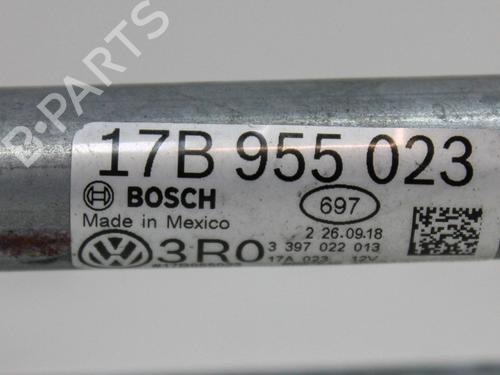 B-PARTS
17B 955 023
BOSCH
697
Made in Mexico
2 26.09.18
3R0
3 397 022 013
17A 023 12V
#17B955023